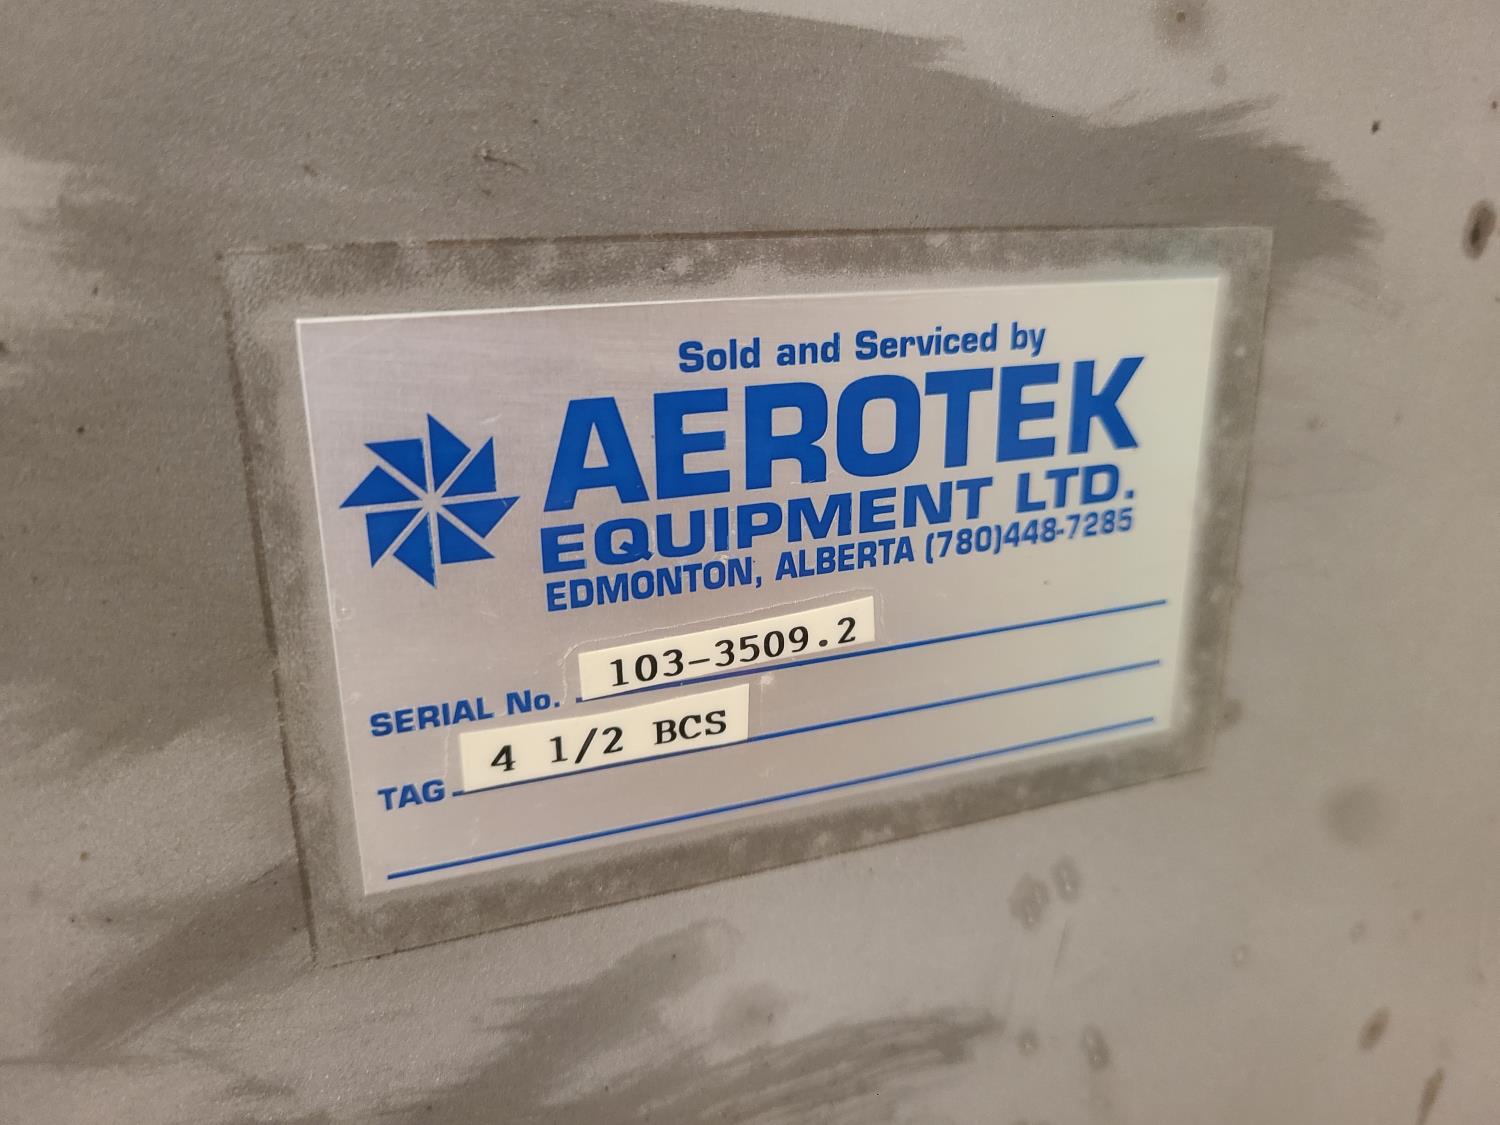 Sold and Serviced by
AEROTEK
EQUIPMENT LTD.
EDMONTON, ALBERTA (780)448-7285
SERIAL No. 103-3509.2
TAG 4 1/2 BCS